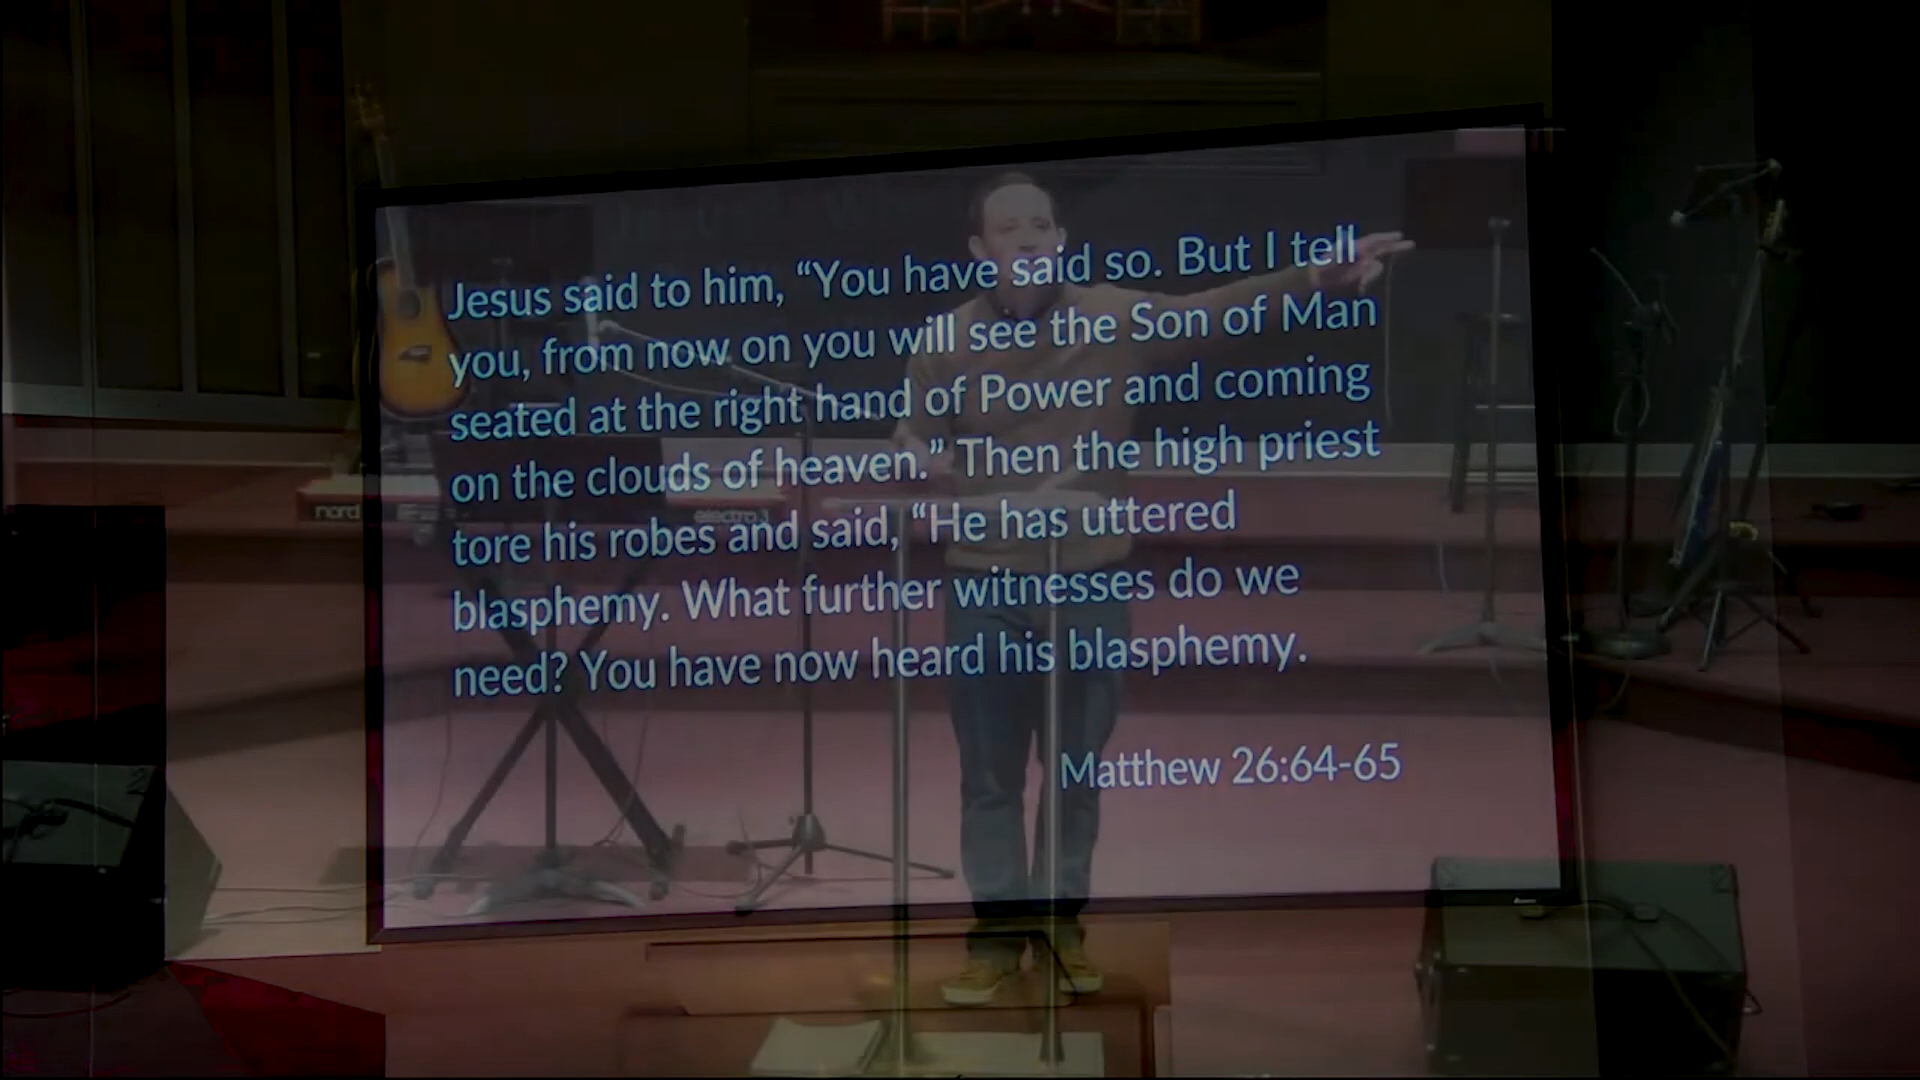 Jesus said to him, “You have said so. But I tell
you, from now on you will see the Son of Man
seated at the right hand of Power and coming
on the clouds of heaven.” Then the high priest
tore his robes and said, “He has uttered
blasphemy. What further witnesses do we
need? You have now heard his blasphemy.
Matthew 26:64-65
nord
electro 3